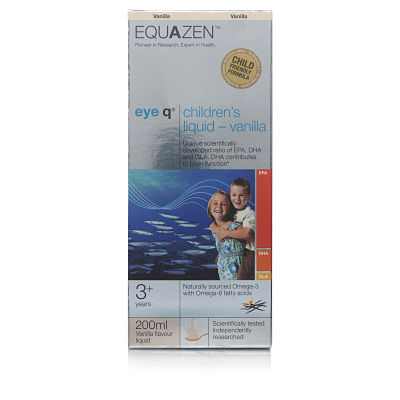 Vanilla Vanilla
EQUAZEN™
Pioneer in Research. Expert in Health.
CHILD
FRIENDLY
FORMULA
eye q® children's
liquid – vanilla
Unique scientifically
developed ratio of EPA, DHA
and GLA. DHA contributes
to brain function*
EPA
DHA
GLA
3+
years
Naturally sourced Omega-3
with Omega-6 fatty acids
200ml
Vanilla flavour
liquid
Scientifically tested
Independently
researched